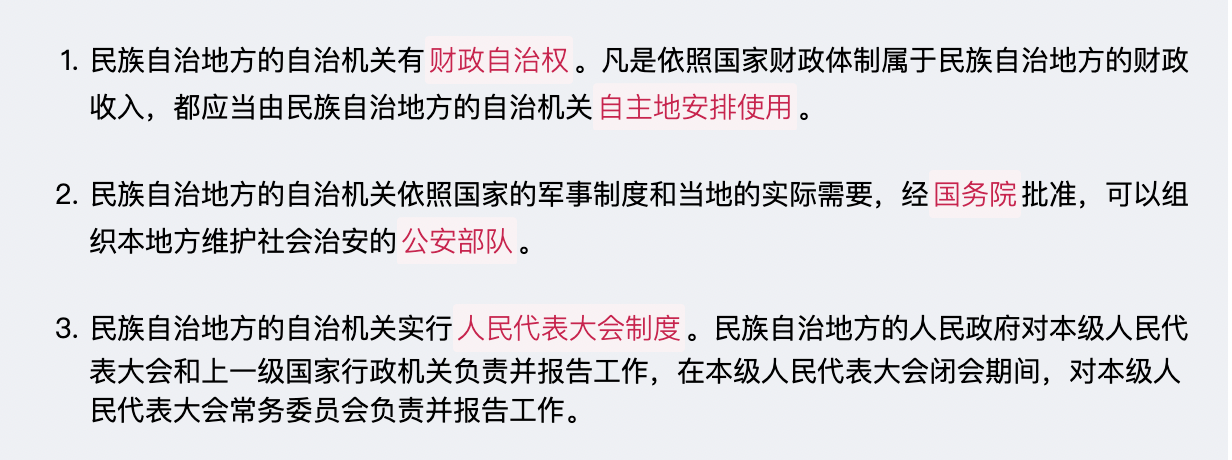 1. 民族自治地方的自治机关有财政自治权。凡是依照国家财政体制属于民族自治地方的财政
收入，都应当由民族自治地方的自治机关自主地安排使用。
2. 民族自治地方的自治机关依照国家的军事制度和当地的实际需要，经国务院批准，可以组
织本地方维护社会治安的公安部队。
3. 民族自治地方的自治机关实行人民代表大会制度。民族自治地方的人民政府对本级人民代
表大会和上一级国家行政机关负责并报告工作，在本级人民代表大会闭会期间，对本级人
民代表大会常务委员会负责并报告工作。